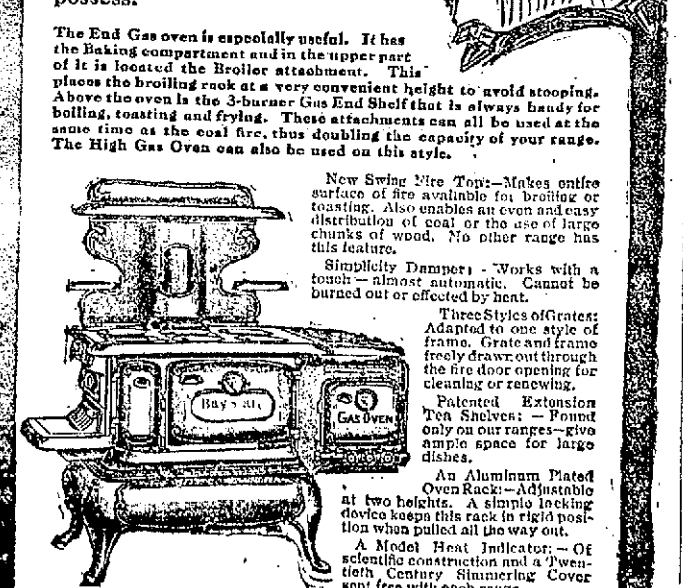 possess.
The End Gas oven is especially useful. It has
the Baking compartment and in the upper part
of it is located the Broiler attachment. This
places the broiling rack at a very convenient height to avoid stooping.
Above the oven is the 3-burner Gas End Shelf that is always handy for
boiling, toasting and frying. These attachments can all be used at the
same time as the coal fire, thus doubling the capacity of your range.
The High Gas Oven can also be used on this style.
New Swing Fire Top:—Makes entire
surface of fire available for broiling or
toasting. Also enables an even and easy
distribution of coal or the use of large
chunks of wood. No other range has
this feature.
Simplicity Damper: - Works with a
touch — almost automatic. Cannot be
burned out or effected by heat.
Three Styles of Grates:
Adapted to one style of
frame. Grate and frame
freely drawn out through
the fire door opening for
cleaning or renewing.
Patented Extension
Tea Shelves: — Found
only on our ranges—give
ample space for large
dishes.
An Aluminum Plated
Oven Rack:—Adjustable
at two heights. A simple locking
device keeps this rack in rigid posi-
tion when pulled all the way out.
A Model Heat Indicator: — Of
scientific construction and a Twen-
tieth Century Simmering Cover
sent free with each range.
Bay State
GAS OVEN